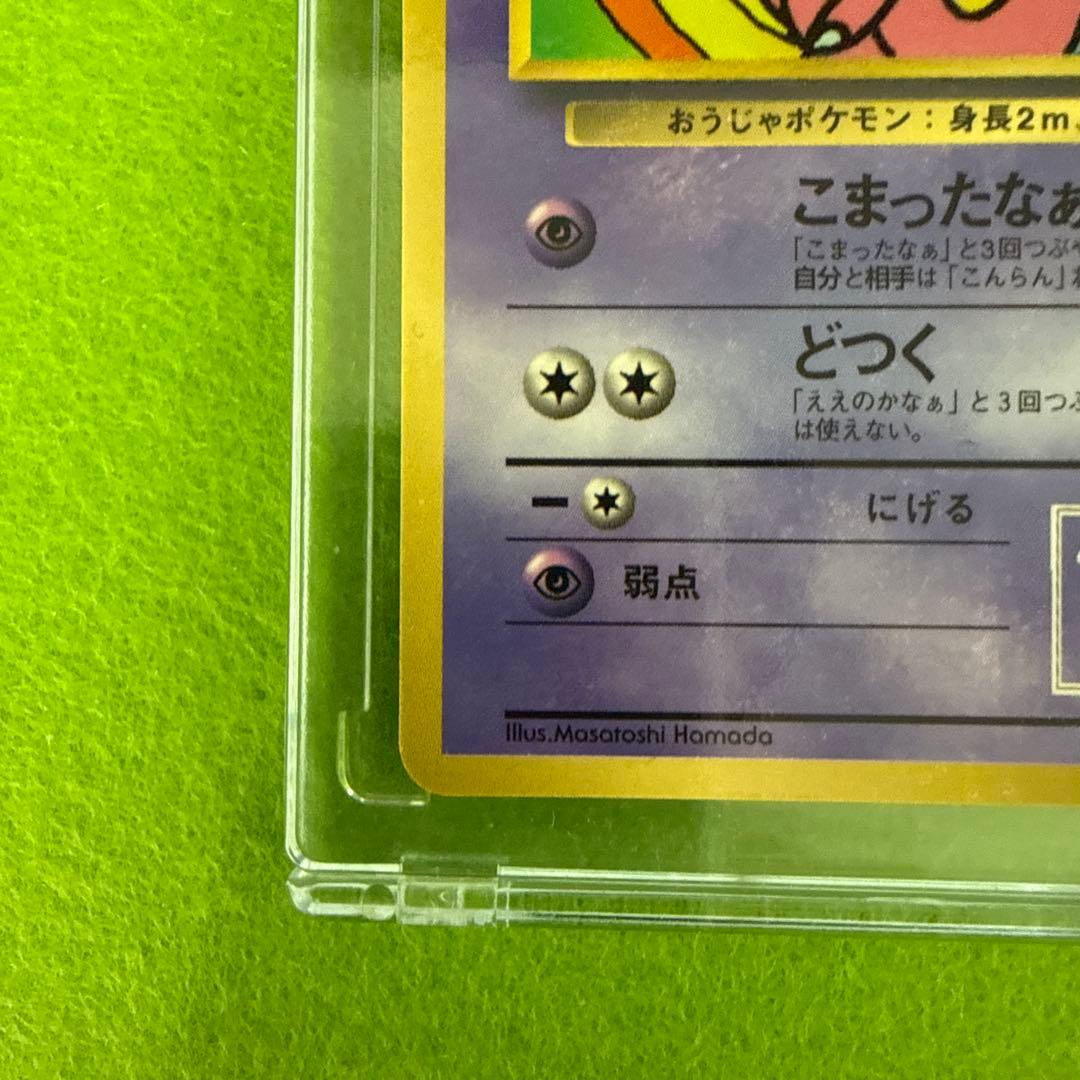 おうじゃポケモン：身長2m
こまったなぁ
「こまったなぁ」と3回つぶ
自分と相手は「こんらん」
どつく
「ええのかなぁ」と3回つ
は使えない。
にげる
弱点
Illus.Masatoshi Hamada